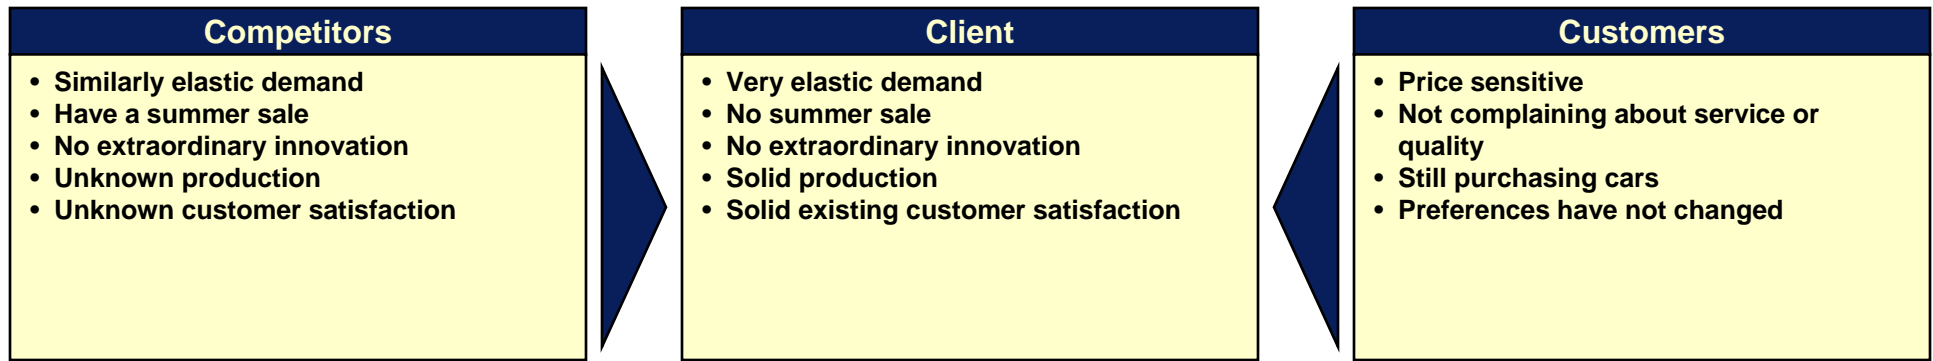 Competitors
• Similarly elastic demand
• Have a summer sale
• No extraordinary innovation
• Unknown production
• Unknown customer satisfaction
Client
• Very elastic demand
• No summer sale
• No extraordinary innovation
• Solid production
• Solid existing customer satisfaction
Customers
• Price sensitive
• Not complaining about service or
quality
• Still purchasing cars
• Preferences have not changed